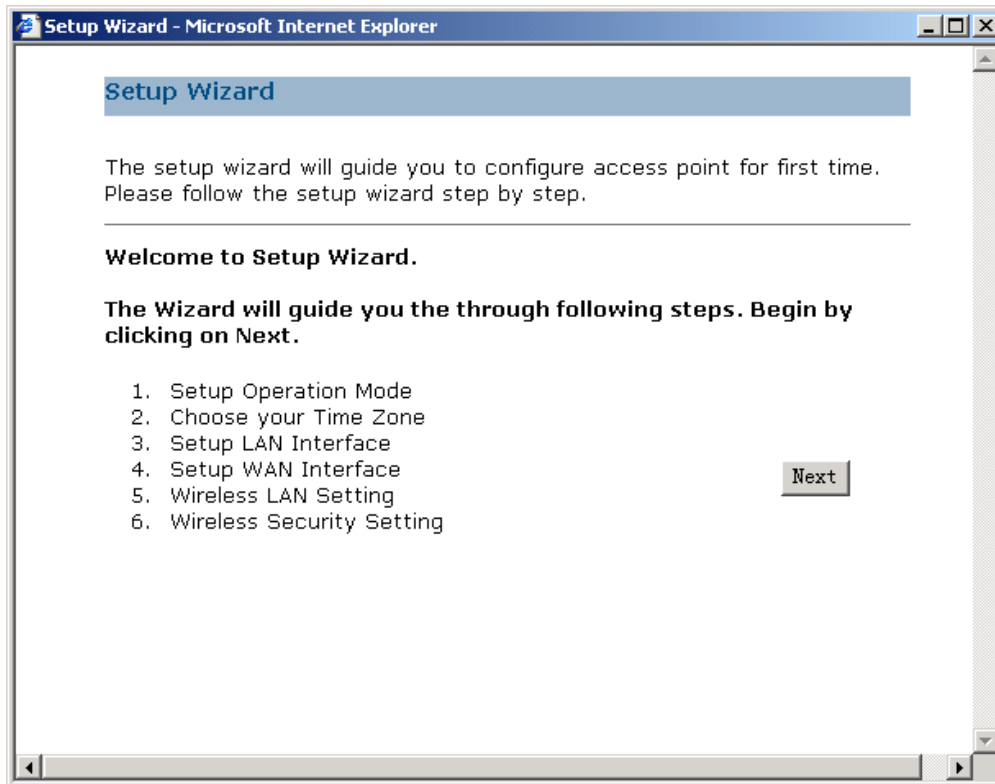 Setup Wizard - Microsoft Internet Explorer
Setup Wizard
The setup wizard will guide you to configure access point for first time.
Please follow the setup wizard step by step.
Welcome to Setup Wizard.
The Wizard will guide you the through following steps. Begin by
clicking on Next.
1. Setup Operation Mode
2. Choose your Time Zone
3. Setup LAN Interface
4. Setup WAN Interface
5. Wireless LAN Setting
6. Wireless Security Setting
Next